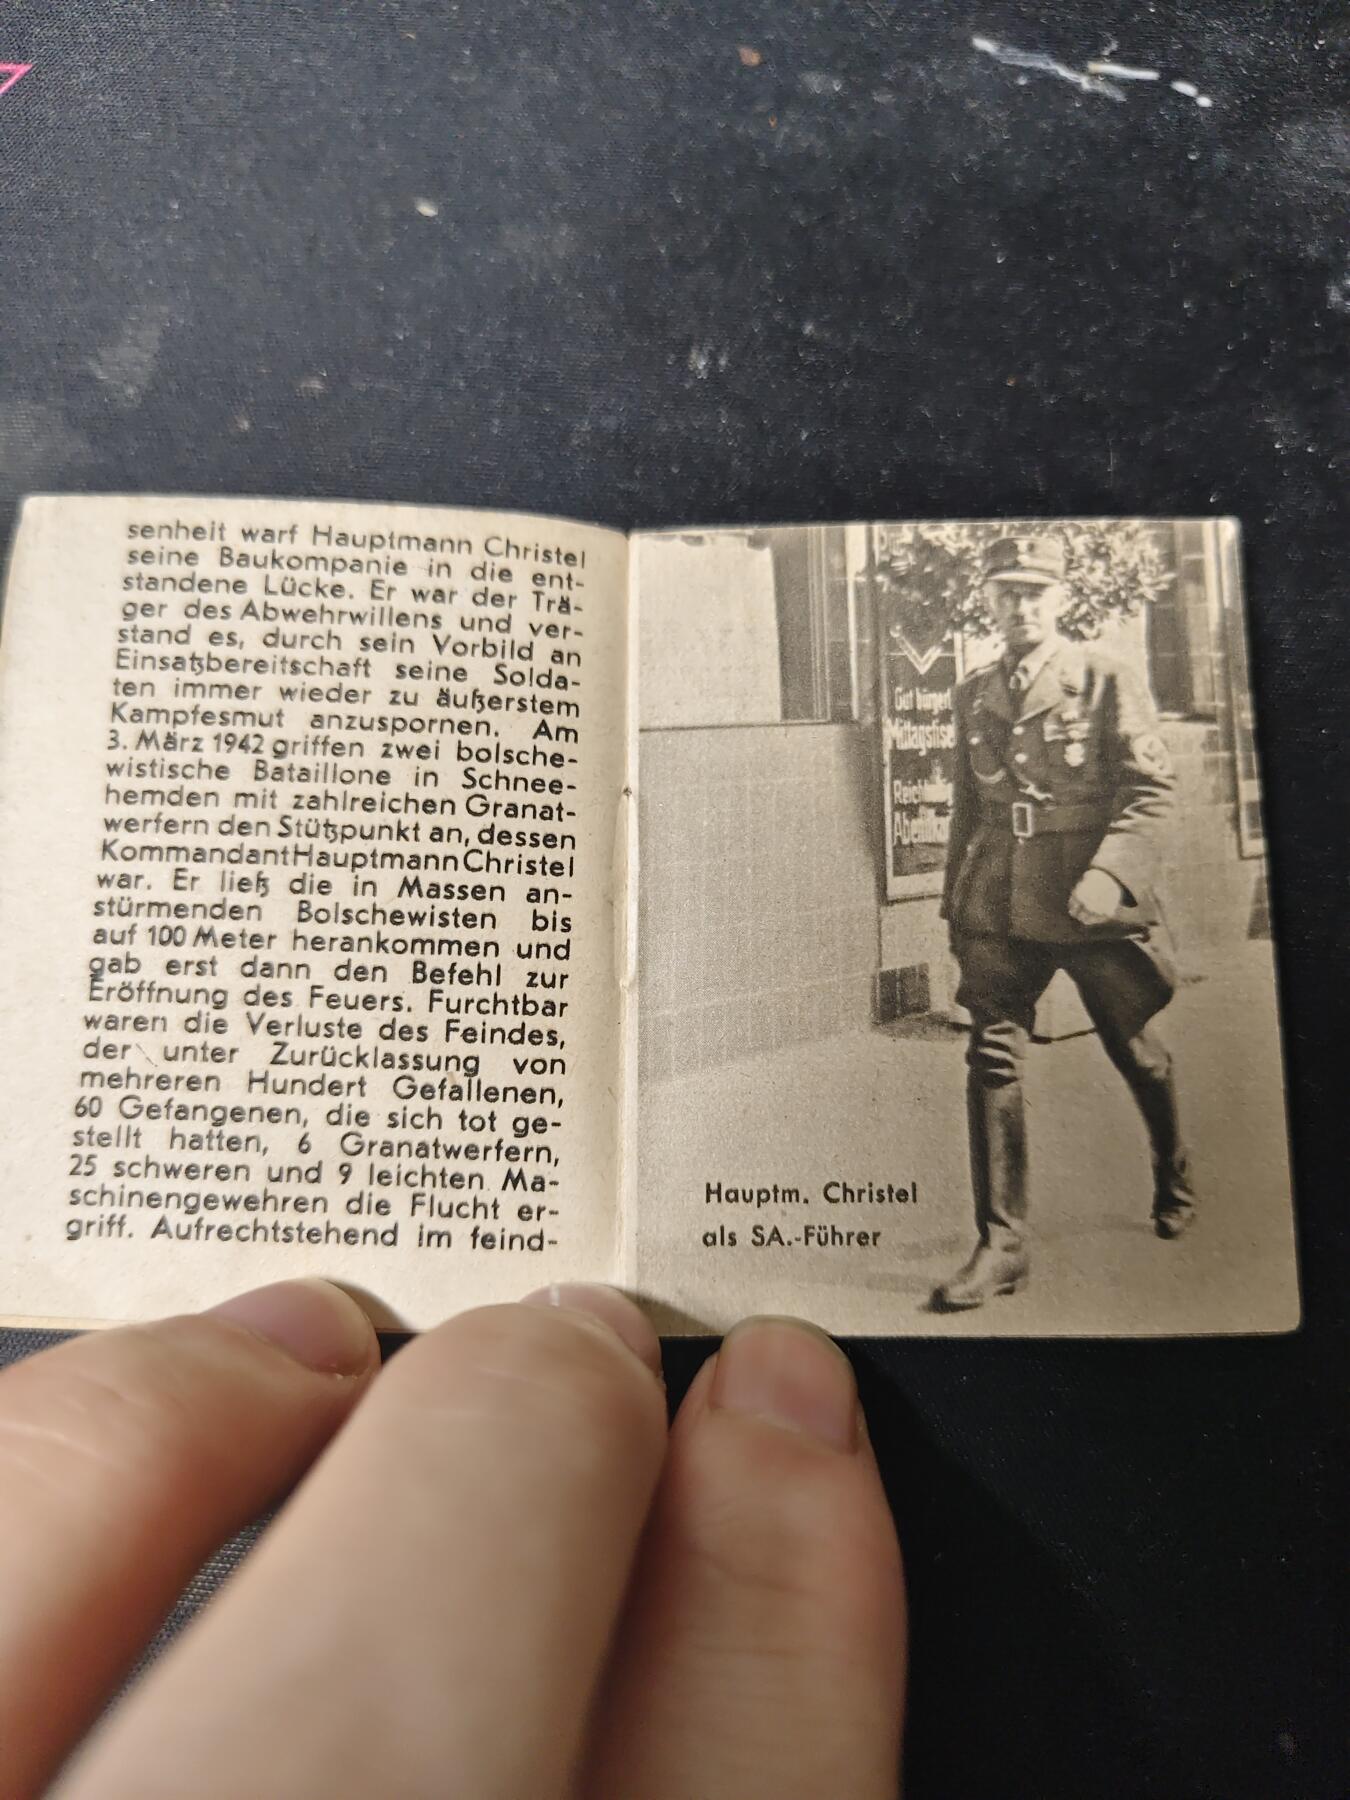 senheit warf Hauptmann Christel
seine Baukompanie in die ent-
standene Lücke. Er war der Trä-
ger des Abwehrwillens und ver-
stand es, durch sein Vorbild an
Einsatzbereitschaft seine Solda-
ten immer wieder zu äußerstem
Kampfesmut anzuspornen. Am
3. März 1942 griffen zwei bolsche-
wistische Bataillone in Schnee-
hemden mit zahlreichen Granat-
werfern den Stützpunkt an, dessen
Kommandant Hauptmann Christel
war. Er ließ die in Massen an-
stürmenden Bolschewisten bis
auf 100 Meter herankommen und
gab erst dann den Befehl zur
Eröffnung des Feuers. Furchtbar
waren die Verluste des Feindes,
der unter Zurücklassung von
mehreren Hundert Gefallenen,
60 Gefangenen, die sich tot ge-
stellt hatten, 6 Granatwerfern,
25 schweren und 9 leichten Ma-
schinengewehren die Flucht er-
griff. Aufrechtstehend im feind-
Gut bürgerl
Hauptm. Christel
als SA.-Führer